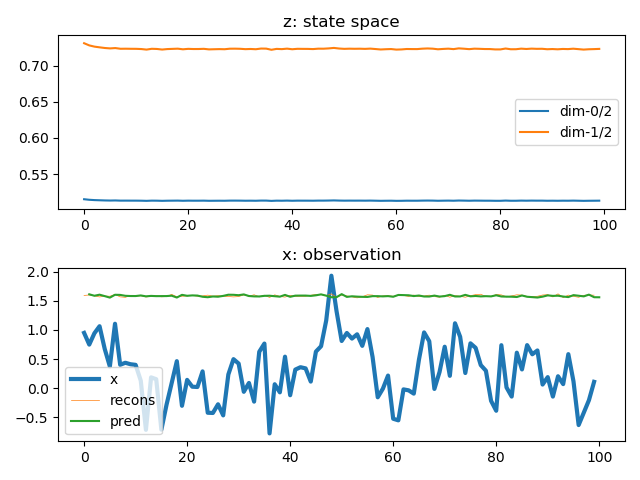 z: state space
0.70
0.65
0.60
0.55
dim-0/2
dim-1/2
0 20 40 60 80 100
x: observation
2.0
1.5
1.0
0.5
0.0
−0.5
x
recons
pred
0 20 40 60 80 100